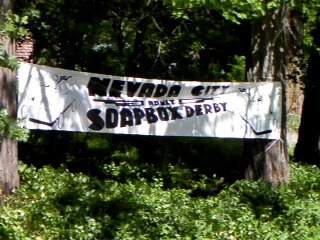 NEVADA CITY
ADULT
SOAPBOX DERBY